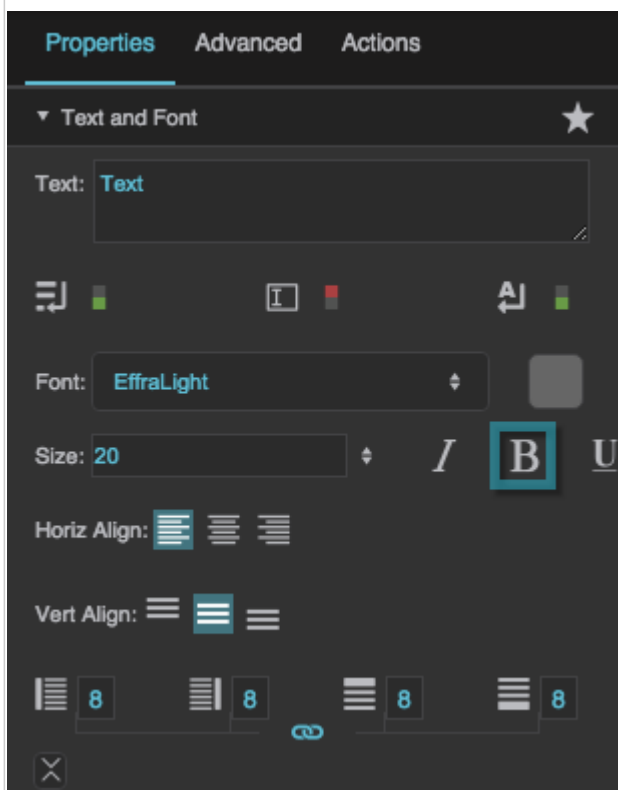 Properties Advanced Actions
Text and Font
Text: Text
A
Font: EffraLight
Size: 20 I B U
Horiz Align:
Vert Align:
8 8 8 8